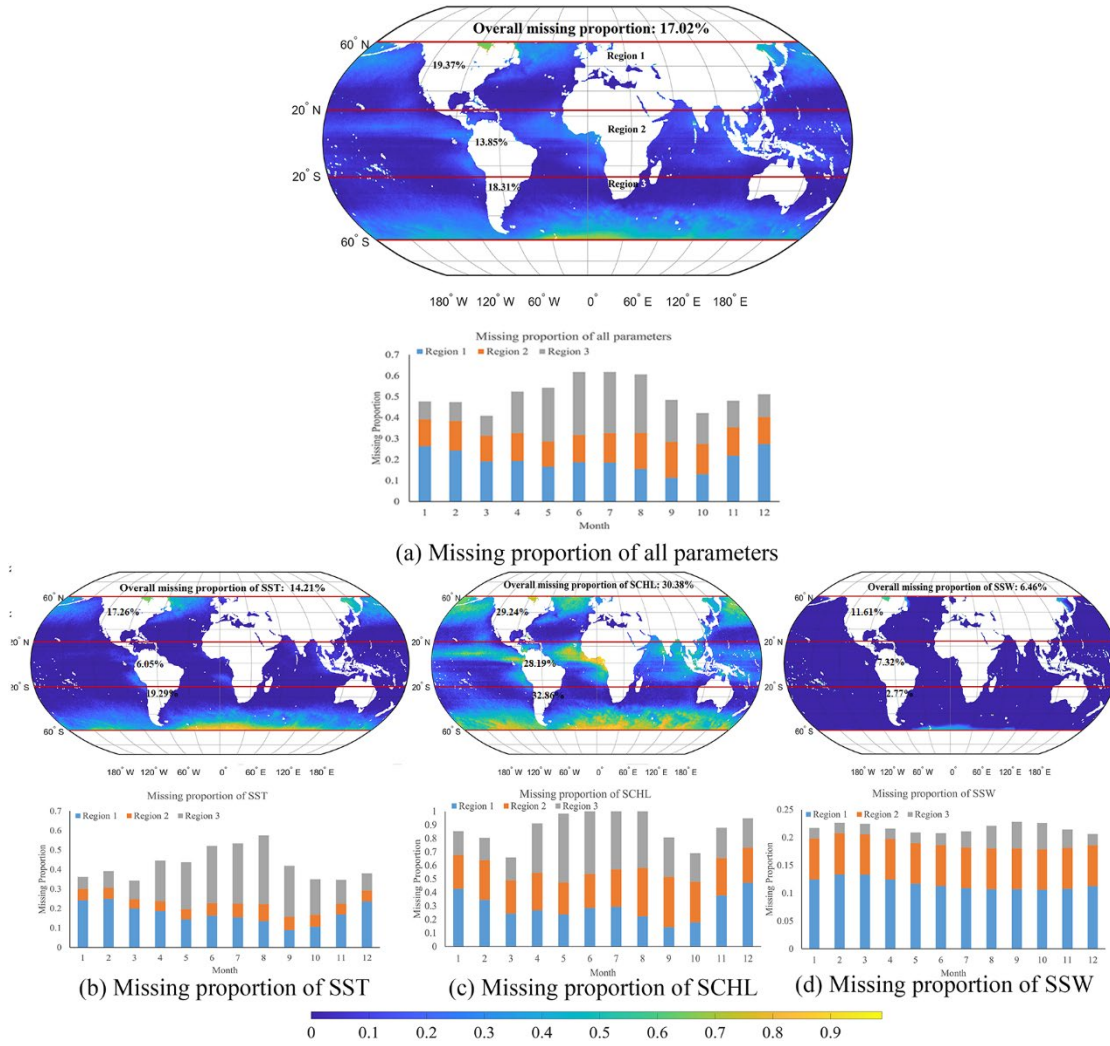 Overall missing proportion: 17.02%
60° N
19.37%
Region 1
20° N
13.85%
Region 2
20° S
18.31%
Region 3
60° S
180° W 120° W 60° W 0° 60° E 120° E 180° E
Missing proportion of all parameters
Region 1 Region 2 Region 3
Missing Proportion
0.7
0.6
0.5
0.4
0.3
0.2
0.1
0
1 2 3 4 5 6 7 8 9 10 11 12
Month
(a) Missing proportion of all parameters
Overall missing proportion of SST: 14.21%
60° N
17.26%
20° N
6.05%
20° S
19.29%
60° S
180° W 120° W 60° W 0° 60° E 120° E 180° E
Missing proportion of SST
Region 1 Region 2 Region 3
Missing Proportion
0.7
0.6
0.5
0.4
0.3
0.2
0.1
0
1 2 3 4 5 6 7 8 9 10 11 12
Month
(b) Missing proportion of SST
Overall missing proportion of SCHL: 30.38%
60° N
29.24%
20° N
28.19%
20° S
32.86%
60° S
180° W 120° W 60° W 0° 60° E 120° E 180° E
Missing proportion of SCHL
Region 1 Region 2 Region 3
Missing Proportion
1
0.9
0.8
0.7
0.6
0.5
0.4
0.3
0.2
0.1
0
1 2 3 4 5 6 7 8 9 10 11 12
Month
(c) Missing proportion of SCHL
Overall missing proportion of SSW: 6.46%
60° N
11.61%
20° N
7.32%
20° S
2.77%
60° S
180° W 120° W 60° W 0° 60° E 120° E 180° E
Missing proportion of SSW
Region 1 Region 2 Region 3
Missing Proportion
0.25
0.2
0.15
0.1
0.05
0
1 2 3 4 5 6 7 8 9 10 11 12
Month
(d) Missing proportion of SSW
0 0.1 0.2 0.3 0.4 0.5 0.6 0.7 0.8 0.9